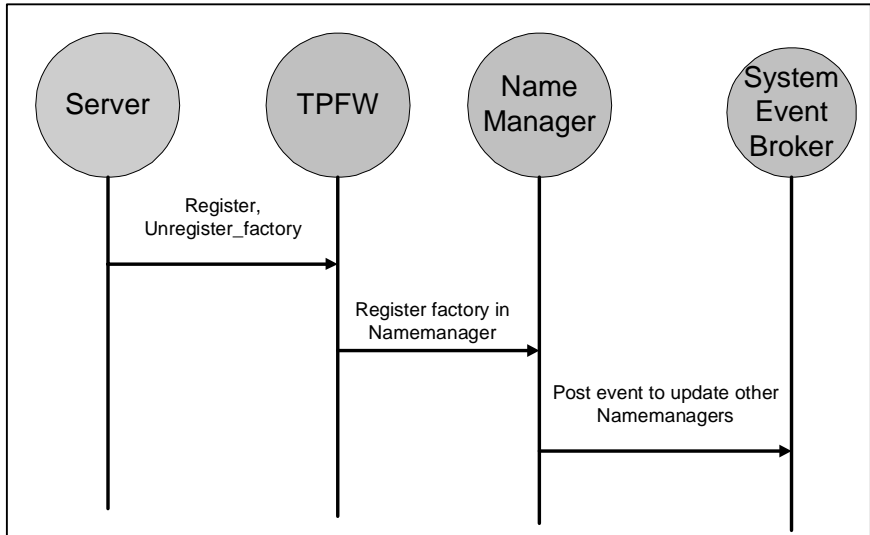 Server
TPFW
Name
Manager
System
Event
Broker
Register,
Unregister_factory
Register factory in
Namemanager
Post event to update other
Namemanagers